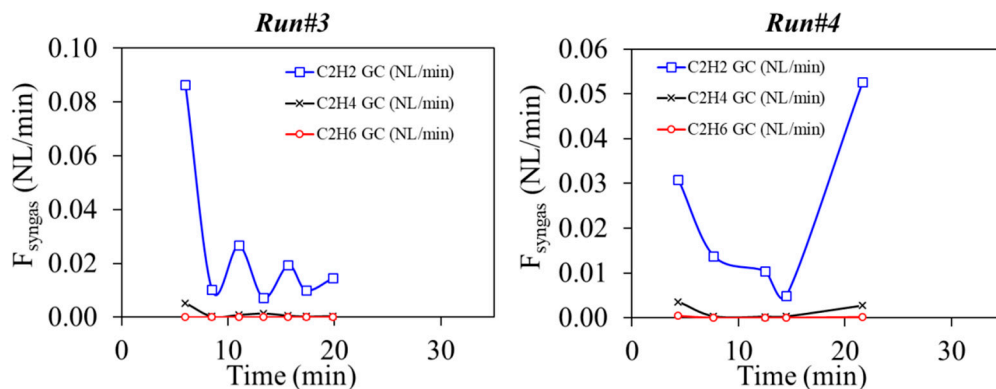 Run#3
F_syngas (NL/min)
0.10
0.08
0.06
0.04
0.02
0.00
C2H2 GC (NL/min)
C2H4 GC (NL/min)
C2H6 GC (NL/min)
0 10 20 30
Time (min)
Run#4
F_syngas (NL/min)
0.06
0.05
0.04
0.03
0.02
0.01
0.00
C2H2 GC (NL/min)
C2H4 GC (NL/min)
C2H6 GC (NL/min)
0 10 20 30
Time (min)